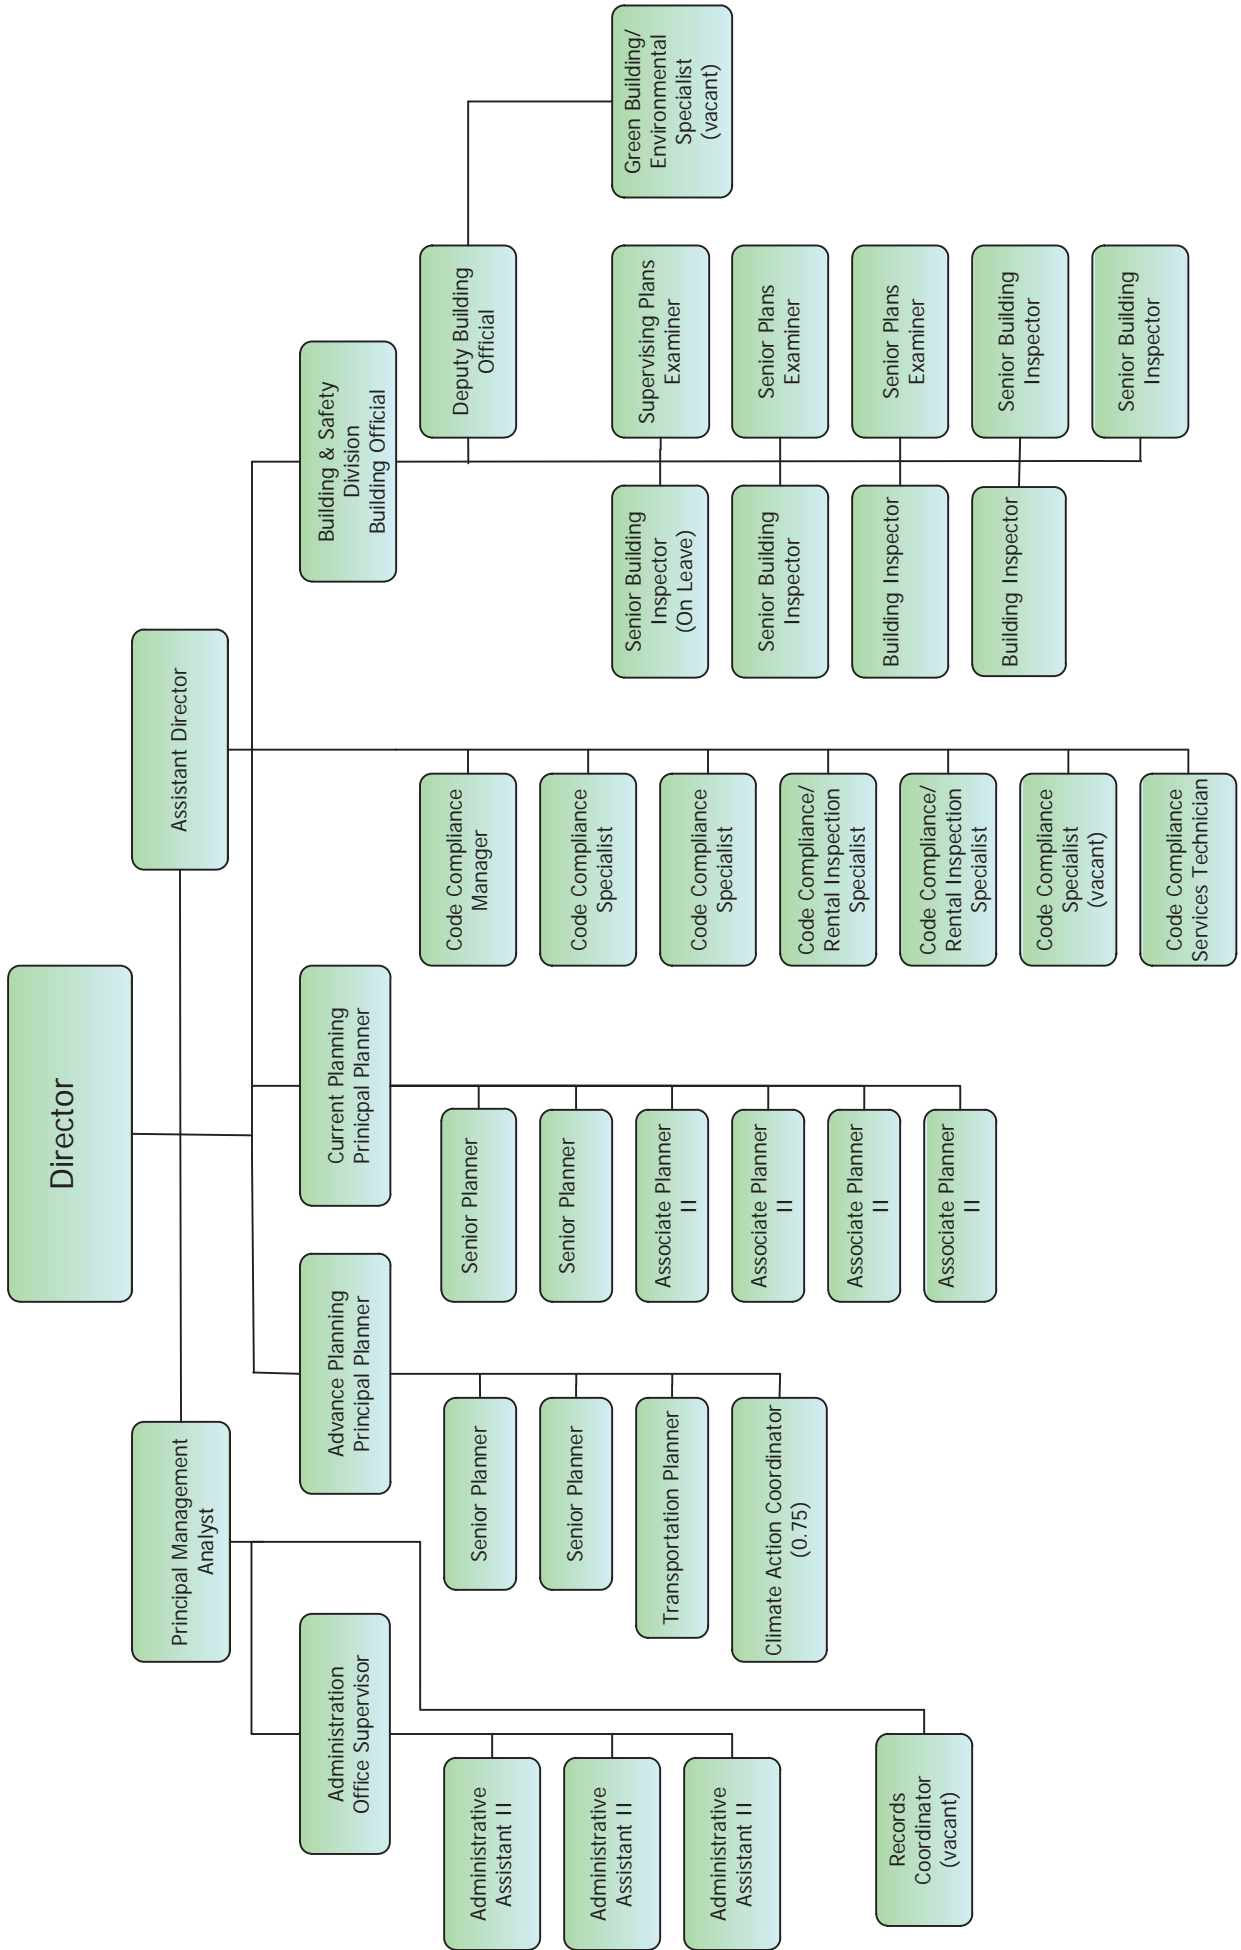 Director
Principal Management
Analyst
Assistant Director
Administration
Office Supervisor
Advance Planning
Principal Planner
Current Planning
Prinicpal Planner
Building & Safety
Division
Building Official
Administrative
Assistant II
Administrative
Assistant II
Administrative
Assistant II
Records
Coordinator
(vacant)
Senior Planner
Senior Planner
Transportation Planner
Climate Action Coordinator
(0.75)
Senior Planner
Senior Planner
Associate Planner
II
Associate Planner
II
Associate Planner
II
Associate Planner
II
Code Compliance
Manager
Code Compliance
Specialist
Code Compliance
Specialist
Code Compliance/
Rental Inspection
Specialist
Code Compliance/
Rental Inspection
Specialist
Code Compliance
Specialist
(vacant)
Code Compliance
Services Technician
Deputy Building
Official
Green Building/
Environmental
Specialist
(vacant)
Senior Building
Inspector
(On Leave)
Supervising Plans
Examiner
Senior Building
Inspector
Senior Plans
Examiner
Building Inspector
Senior Plans
Examiner
Building Inspector
Senior Building
Inspector
Senior Building
Inspector